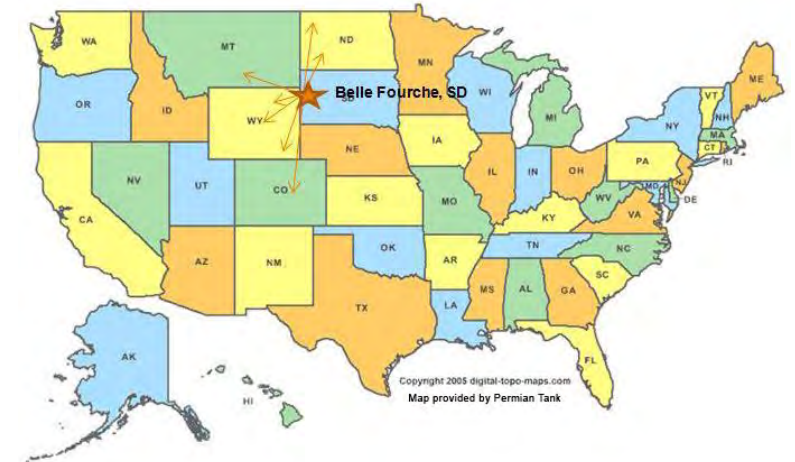 WA
MT
ND
MN
OR
ID
Belle Fourche, SD
SD
WI
MI
NY
VT
NH
ME
MA
CT
RI
WY
IA
NE
PA
NJ
NV
UT
CO
IL
IN
OH
MD
DE
CA
KS
MO
WV
VA
KY
AZ
NM
OK
AR
TN
NC
SC
TX
LA
MS
AL
GA
FL
AK
HI
Copyright 2005 digital-topo-maps.com
Map provided by Permian Tank